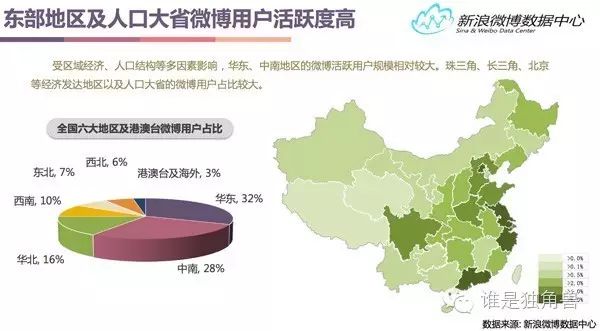 东部地区及人口大省微博用户活跃度高
新浪微博数据中心
Sina & Weibo Data Center
受区域经济、人口结构等多因素影响，华东、中南地区的微博活跃用户规模相对较大。珠三角、长三角、北京
等经济发达地区以及人口大省的微博用户占比较大。
全国六大地区及港澳台微博用户占比
西北, 6%
东北, 7%
港澳台及海外, 3%
西南, 10%
华东, 32%
华北, 16%
中南, 28%
谁是独角兽
数据来源: 新浪微博数据中心